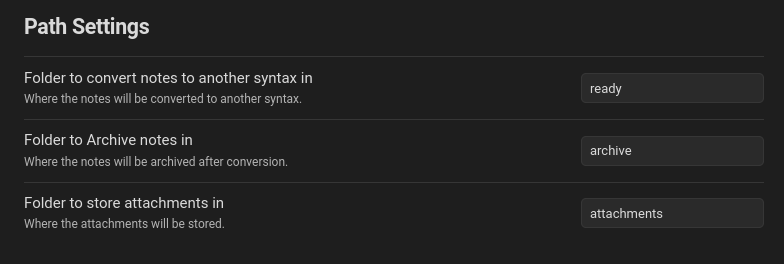 Path Settings
Folder to convert notes to another syntax in
Where the notes will be converted to another syntax.
ready
Folder to Archive notes in
Where the notes will be archived after conversion.
archive
Folder to store attachments in
Where the attachments will be stored.
attachments